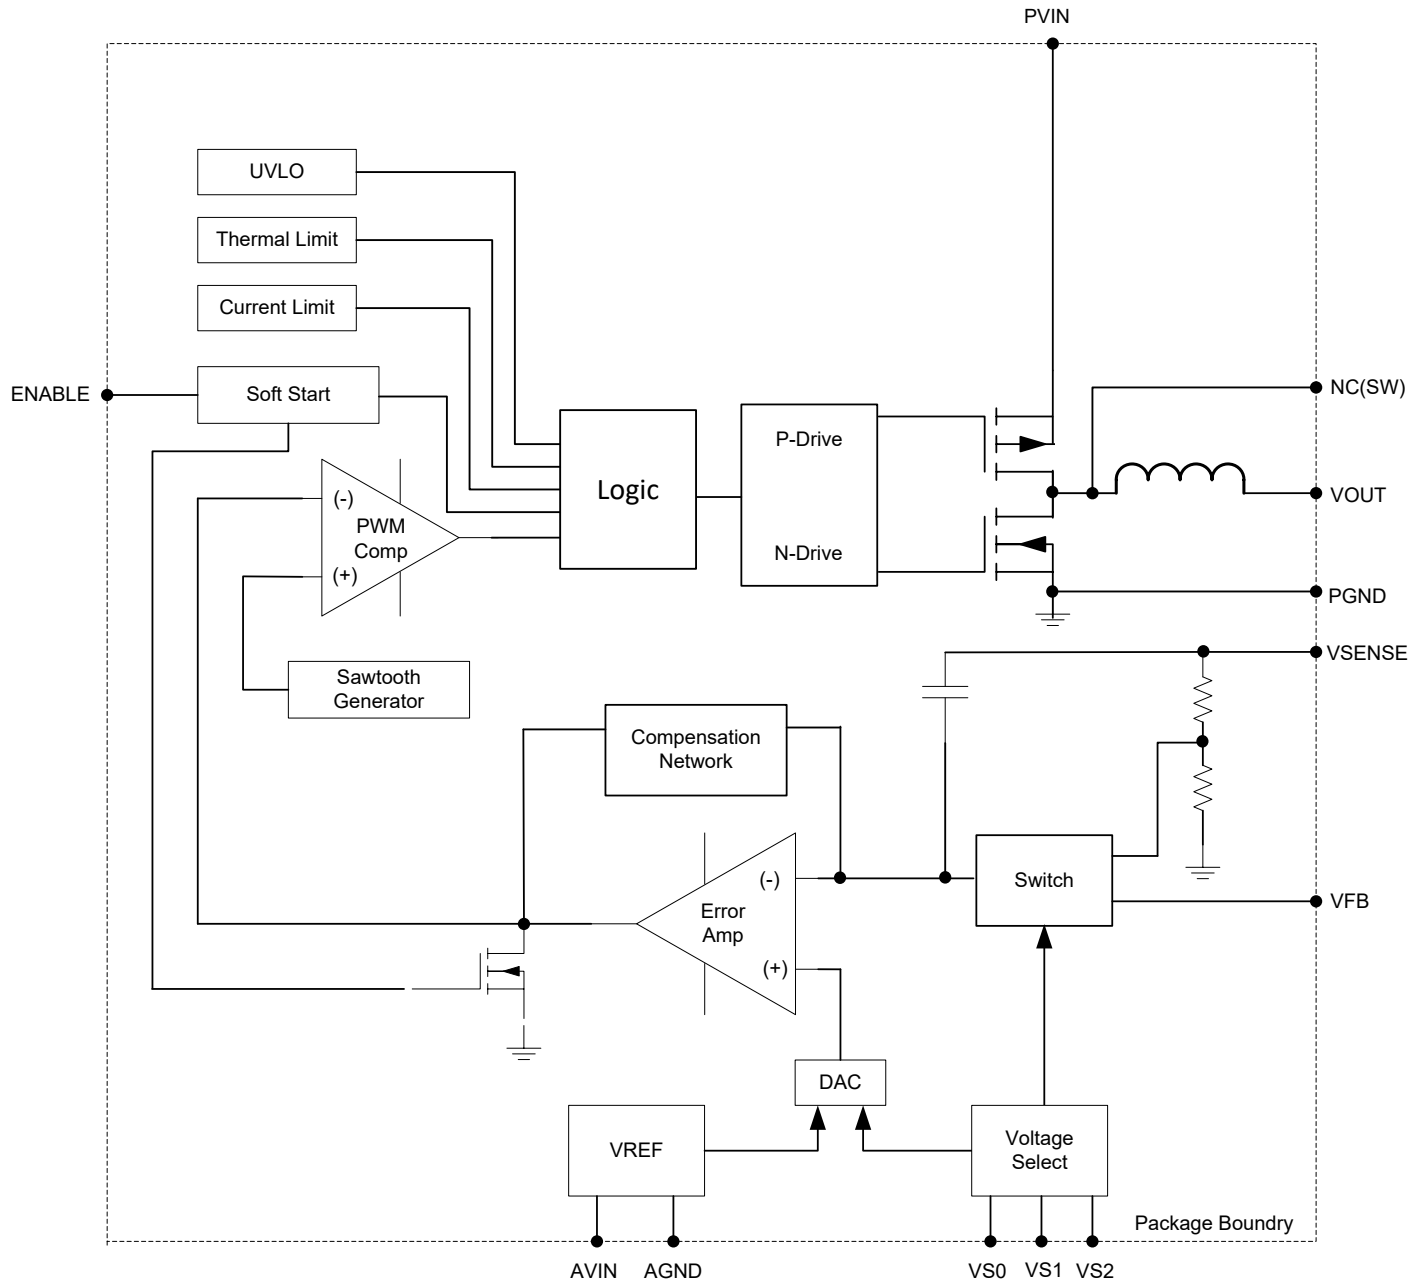 PVIN
UVLO
Thermal Limit
Current Limit
ENABLE
Soft Start
NC(SW)
P-Drive
Logic
(-)
PWM
Comp
(+)
VOUT
N-Drive
PGND
VSENSE
Sawtooth
Generator
Compensation
Network
(-)
Error
Amp
(+)
Switch
VFB
DAC
VREF
Voltage
Select
Package Boundry
AVIN
AGND
VS0
VS1
VS2